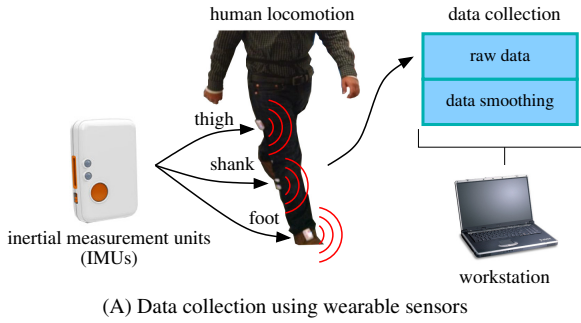 human locomotion
data collection
raw data
data smoothing
thigh
shank
foot
inertial measurement units
(IMUs)
workstation
(A) Data collection using wearable sensors